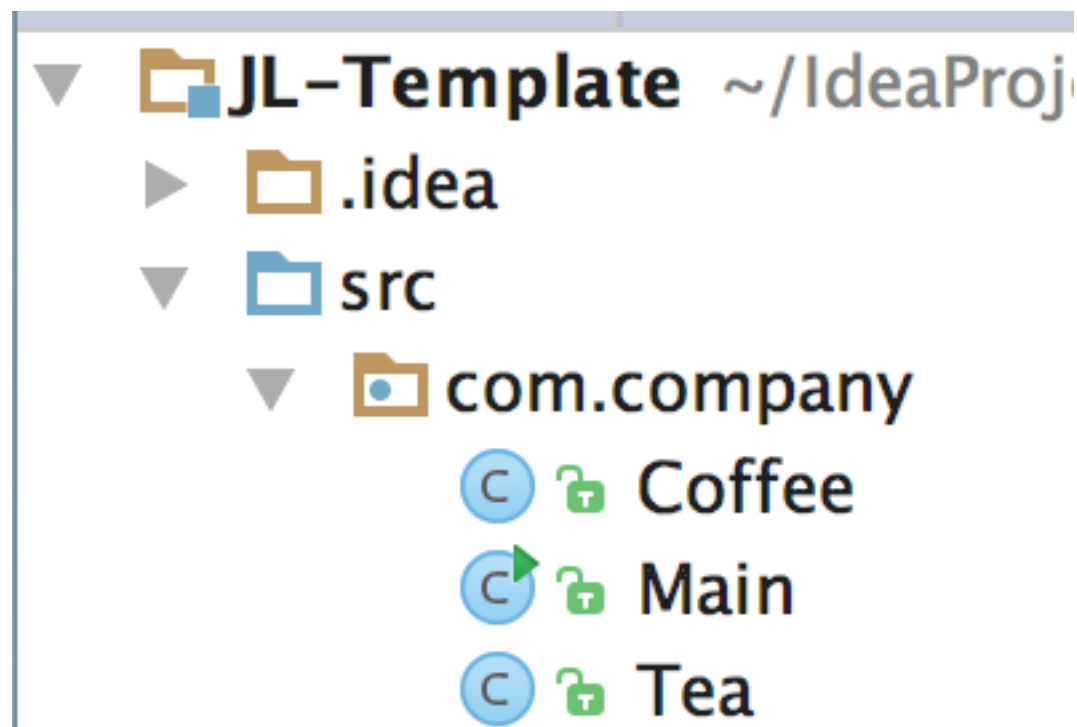 JL-Template ~/IdeaProj
.idea
src
com.company
C T Coffee
C T Main
C T Tea